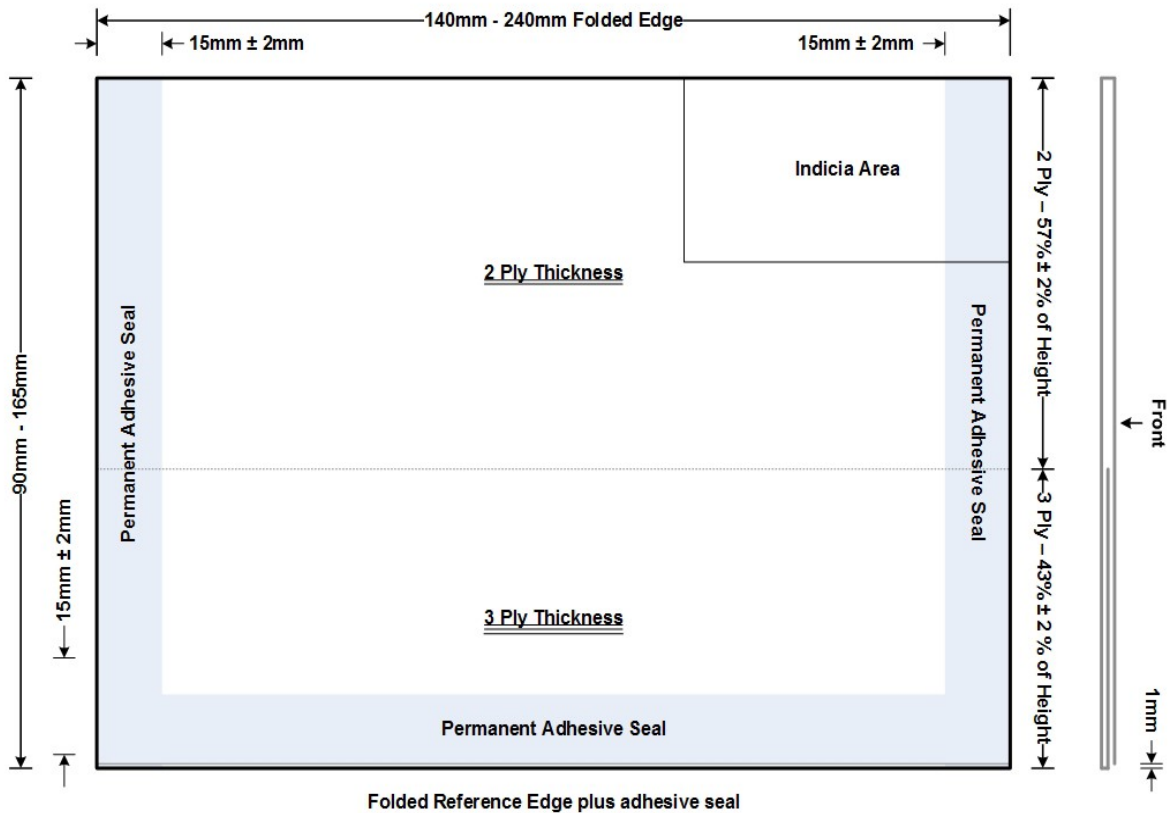 140mm - 240mm Folded Edge
15mm ± 2mm
15mm ± 2mm
Indicia Area
2 Ply Thickness
2 Ply – 57% ± 2% of Height
Permanent Adhesive Seal
Permanent Adhesive Seal
90mm - 165mm
Front
15mm ± 2mm
3 Ply Thickness
3 Ply – 43% ± 2 % of Height
1mm
Permanent Adhesive Seal
Folded Reference Edge plus adhesive seal